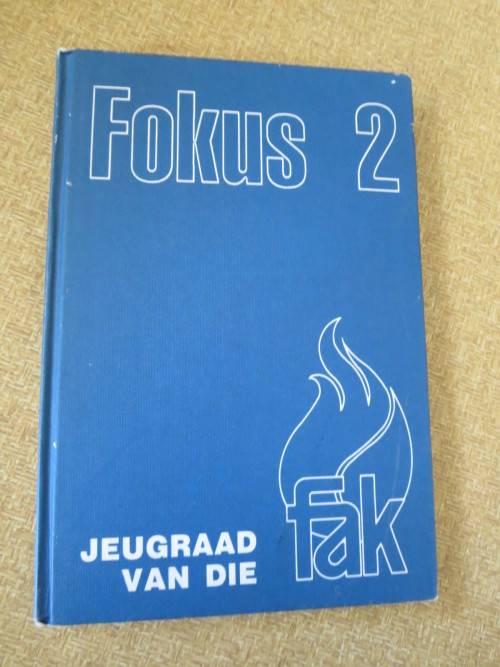 Fokus 2
JEUGRAAD
VAN DIE
fak